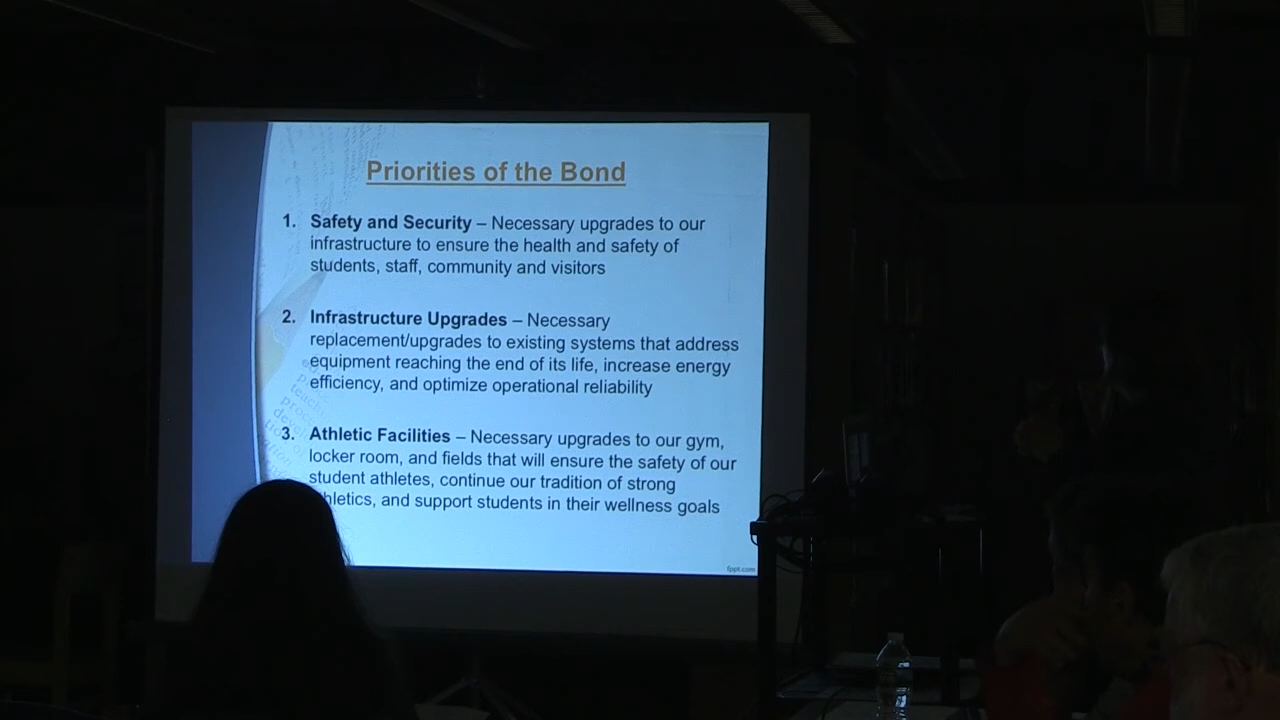 Priorities of the Bond
1. Safety and Security – Necessary upgrades to our
infrastructure to ensure the health and safety of
students, staff, community and visitors
2. Infrastructure Upgrades – Necessary
replacement/upgrades to existing systems that address
equipment reaching the end of its life, increase energy
efficiency, and optimize operational reliability
3. Athletic Facilities – Necessary upgrades to our gym,
locker room, and fields that will ensure the safety of our
student athletes, continue our tradition of strong
hletics, and support students in their wellness goals
fppt.com